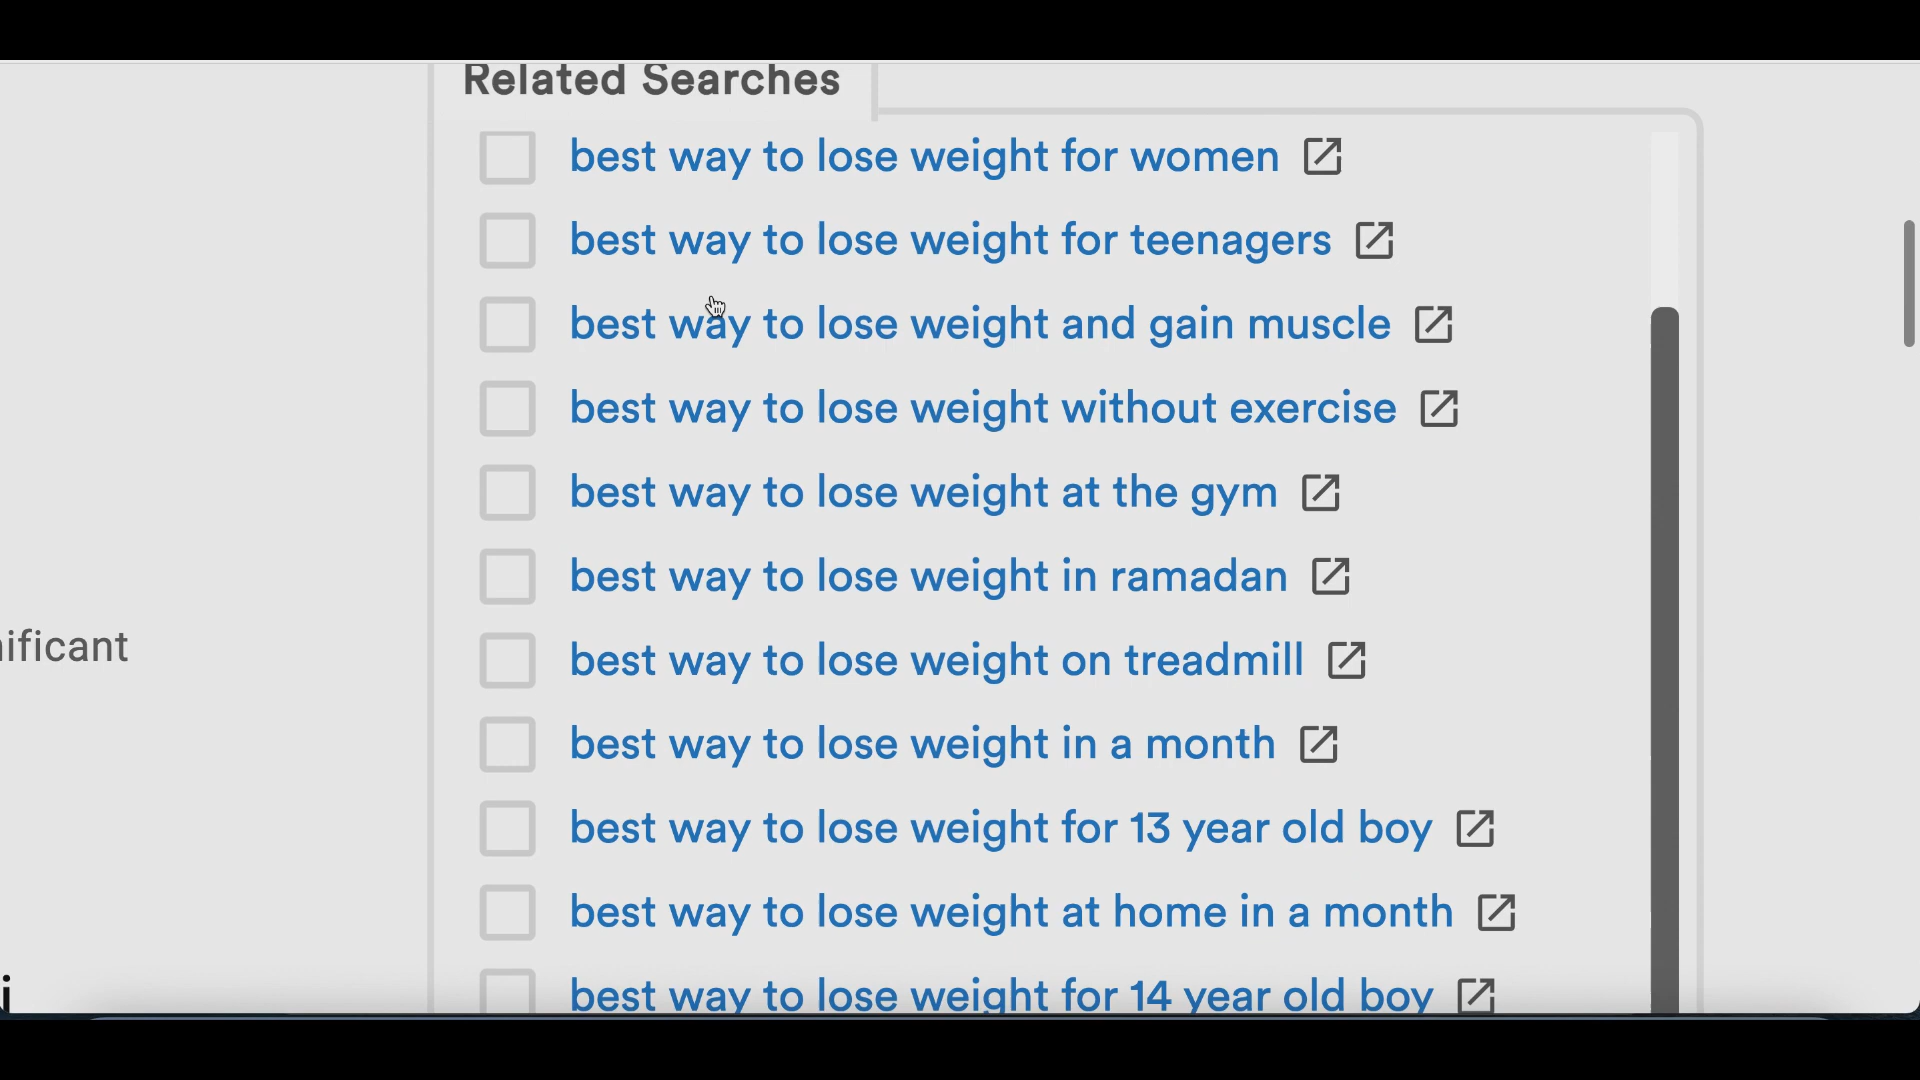 Related Searches
best way to lose weight for women
best way to lose weight for teenagers
best way to lose weight and gain muscle
best way to lose weight without exercise
best way to lose weight at the gym
best way to lose weight in ramadan
nificant
best way to lose weight on treadmill
best way to lose weight in a month
best way to lose weight for 13 year old boy
best way to lose weight at home in a month
i
best way to lose weight for 14 year old boy